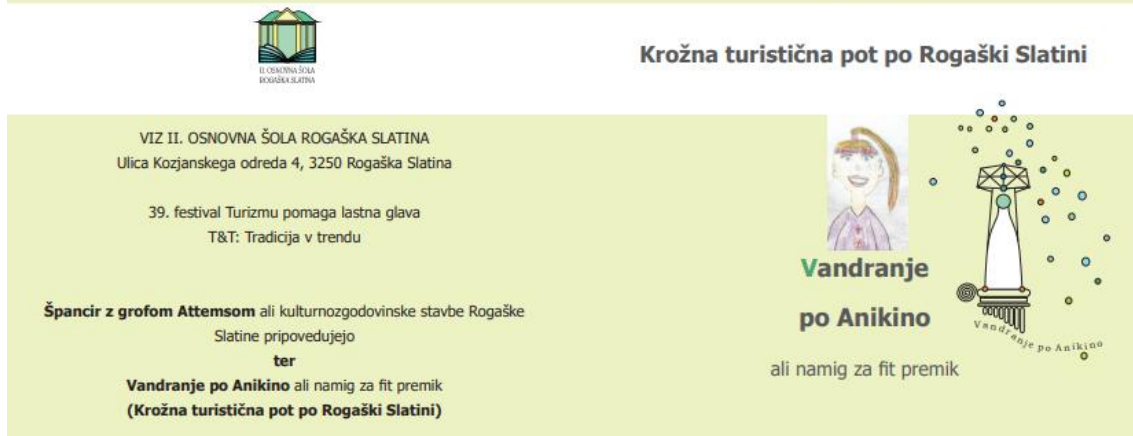 II. OSNOVNA ŠOLA
ROGAŠKA SLATINA
VIZ II. OSNOVNA ŠOLA ROGAŠKA SLATINA
Ulica Kozjanskega odreda 4, 3250 Rogaška Slatina
39. festival Turizmu pomaga lastna glava
T&T: Tradicija v trendu
Špancir z grofom Attemsom ali kulturnozgodovinske stavbe Rogaške
Slatine pripovedujejo
ter
Vandranje po Anikino ali namig za fit premik
(Krožna turistična pot po Rogaški Slatini)
Krožna turistična pot po Rogaški Slatini
Vandranje
po Anikino
ali namig za fit premik
Vandranje po Anikino